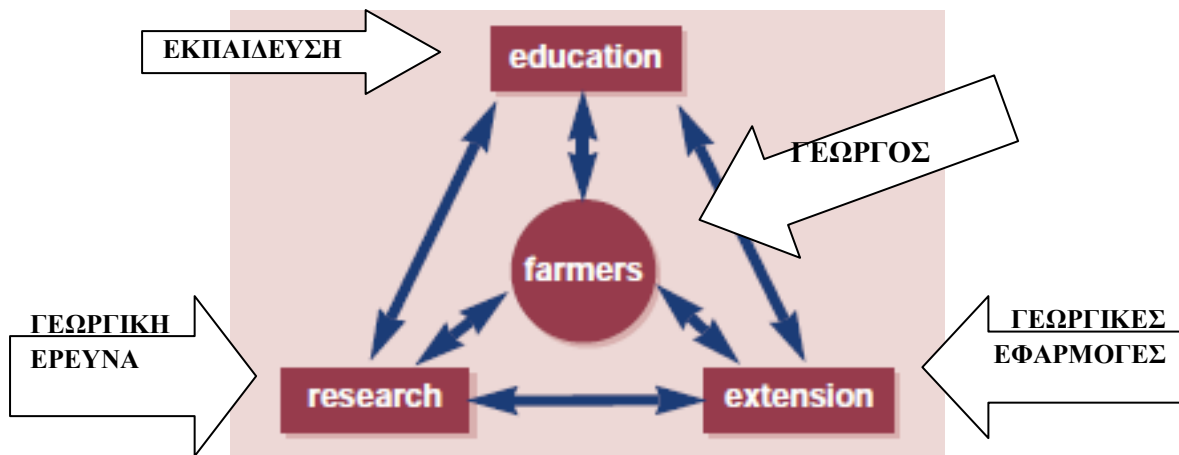 ΕΚΠΑΙΔΕΥΣΗ
education
ΓΕΩΡΓΟΣ
farmers
ΓΕΩΡΓΙΚΗ
ΕΡΕΥΝΑ
ΓΕΩΡΓΙΚΕΣ
ΕΦΑΡΜΟΓΕΣ
research
extension